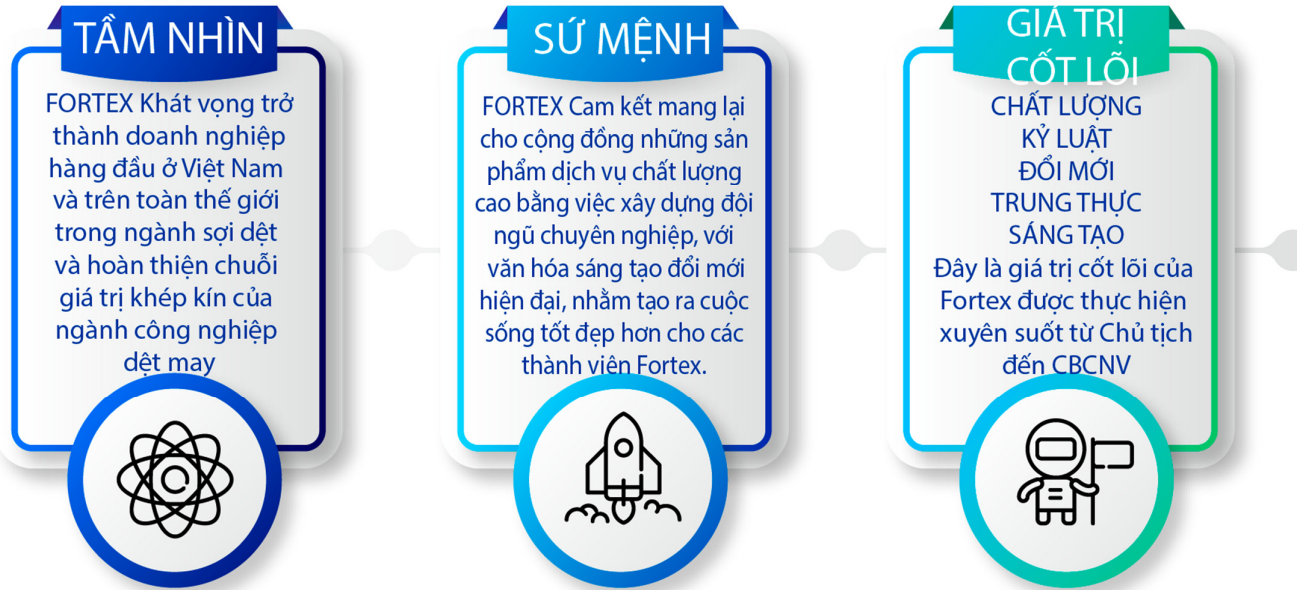 TẦM NHÌN
FORTEX Khát vọng trở
thành doanh nghiệp
hàng đầu ở Việt Nam
và trên toàn thế giới
trong ngành sợi dệt
và hoàn thiện chuỗi
giá trị khép kín của
ngành công nghiệp
dệt may
SỨ MỆNH
FORTEX Cam kết mang lại
cho cộng đồng những sản
phẩm dịch vụ chất lượng
cao bằng việc xây dựng đội
ngũ chuyên nghiệp, với
văn hóa sáng tạo đổi mới
hiện đại, nhằm tạo ra cuộc
sống tốt đẹp hơn cho các
thành viên Fortex.
GIÁ TRỊ
CỐT LÕI
CHẤT LƯỢNG
KỶ LUẬT
ĐỔI MỚI
TRUNG THỰC
SÁNG TẠO
Đây là giá trị cốt lõi của
Fortex được thực hiện
xuyên suốt từ Chủ tịch
đến CBCNV